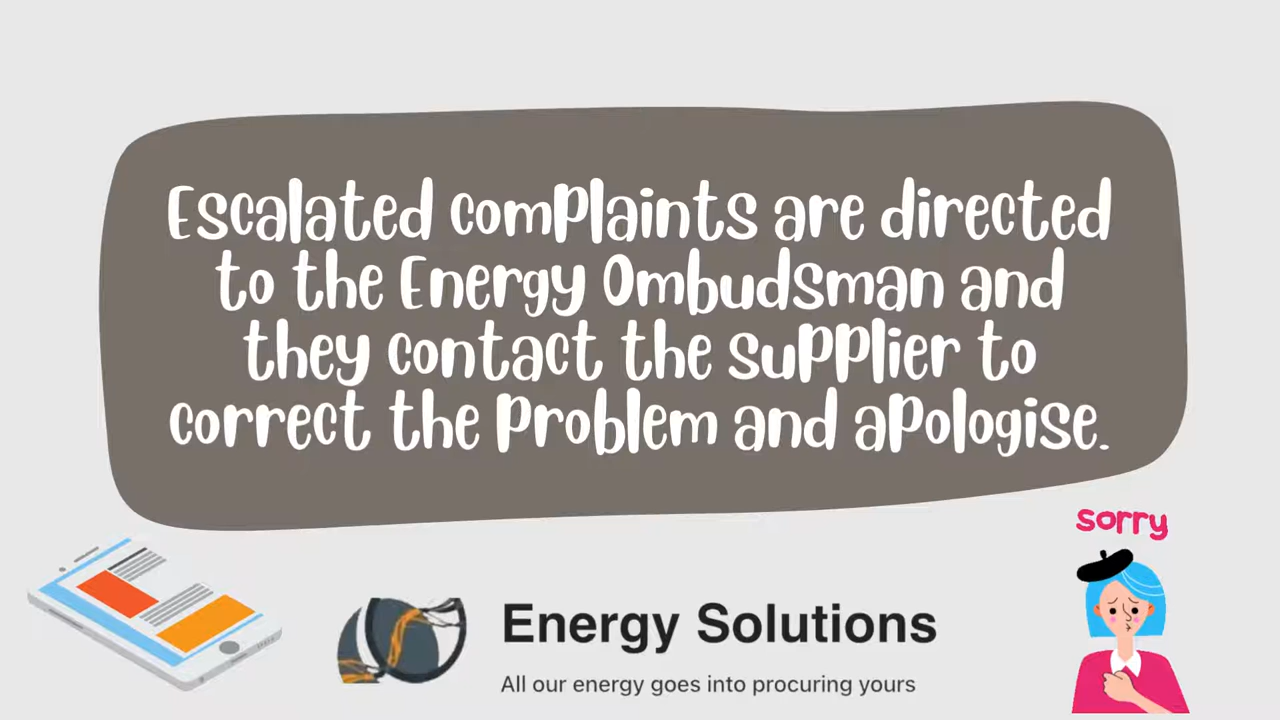 Escalated complaints are directed
to the Energy Ombudsman and
they contact the supplier to
correct the problem and apologise.
sorry
Energy Solutions
All our energy goes into procuring yours